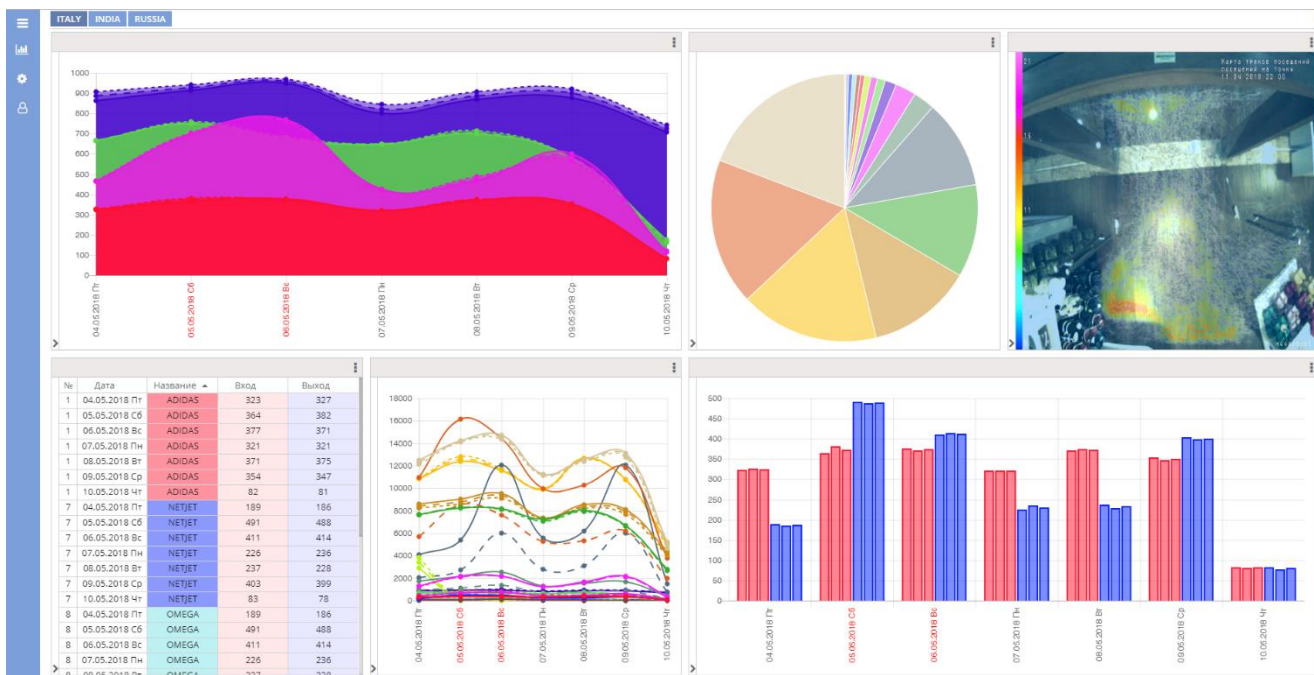 ITALY INDIA RUSSIA
1000
900
800
700
600
500
400
300
200
100
0
04.05.2018 Пт
05.05.2018 Сб
06.05.2018 Вс
07.05.2018 Пн
08.05.2018 Вт
09.05.2018 Ср
10.05.2018 Чт
21
16
11
Карта треков посещений
№ Дата Название Вход Выход
1 04.05.2018 Пт ADIDAS 323 327
1 05.05.2018 Сб ADIDAS 364 382
1 06.05.2018 Вс ADIDAS 377 371
1 07.05.2018 Пн ADIDAS 321 321
1 08.05.2018 Вт ADIDAS 371 375
1 09.05.2018 Ср ADIDAS 354 347
1 10.05.2018 Чт ADIDAS 82 81
7 04.05.2018 Пт NETJET 189 186
7 05.05.2018 Сб NETJET 491 488
7 06.05.2018 Вс NETJET 411 414
7 07.05.2018 Пн NETJET 226 236
7 08.05.2018 Вт NETJET 237 228
7 09.05.2018 Ср NETJET 403 399
7 10.05.2018 Чт NETJET 83 78
8 04.05.2018 Пт OMEGA 189 186
8 05.05.2018 Сб OMEGA 491 488
8 06.05.2018 Вс OMEGA 411 414
8 07.05.2018 Пн OMEGA 226 236
18000
16000
14000
12000
10000
8000
6000
4000
2000
0
04.05.2018 Пт
05.05.2018 Сб
06.05.2018 Вс
07.05.2018 Пн
08.05.2018 Вт
09.05.2018 Ср
10.05.2018 Чт
500
450
400
350
300
250
200
150
100
50
0
04.05.2018 Пт
05.05.2018 Сб
06.05.2018 Вс
07.05.2018 Пн
08.05.2018 Вт
09.05.2018 Ср
10.05.2018 Чт